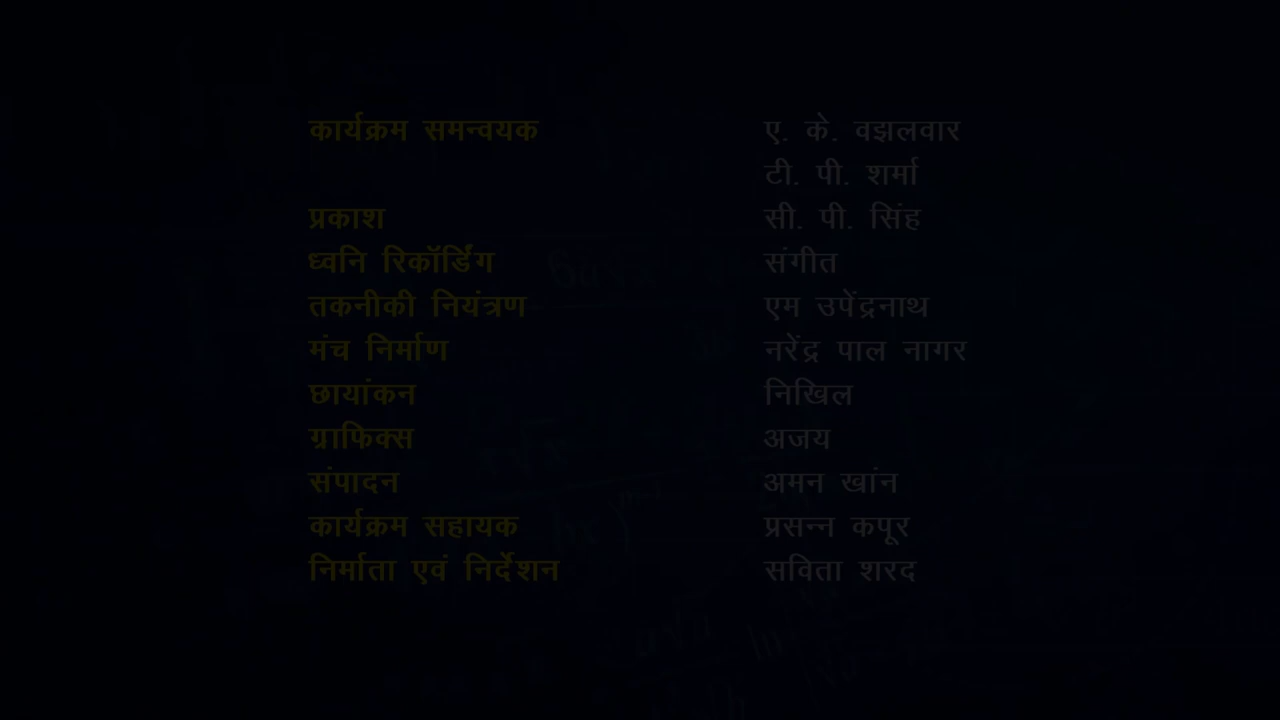 कार्यक्रम समन्वयक ए. के. वझलवार
टी. पी. शर्मा
प्रकाश सी. पी. सिंह
ध्वनि रिकॉर्डिंग संगीत
तकनीकी नियंत्रण एम उपेंद्रनाथ
मंच निर्माण नरेंद्र पाल नागर
छायांकन निखिल
ग्राफिक्स अजय
संपादन अमन खांन
कार्यक्रम सहायक प्रसन्न कपूर
निर्माता एवं निर्देशन सविता शरद